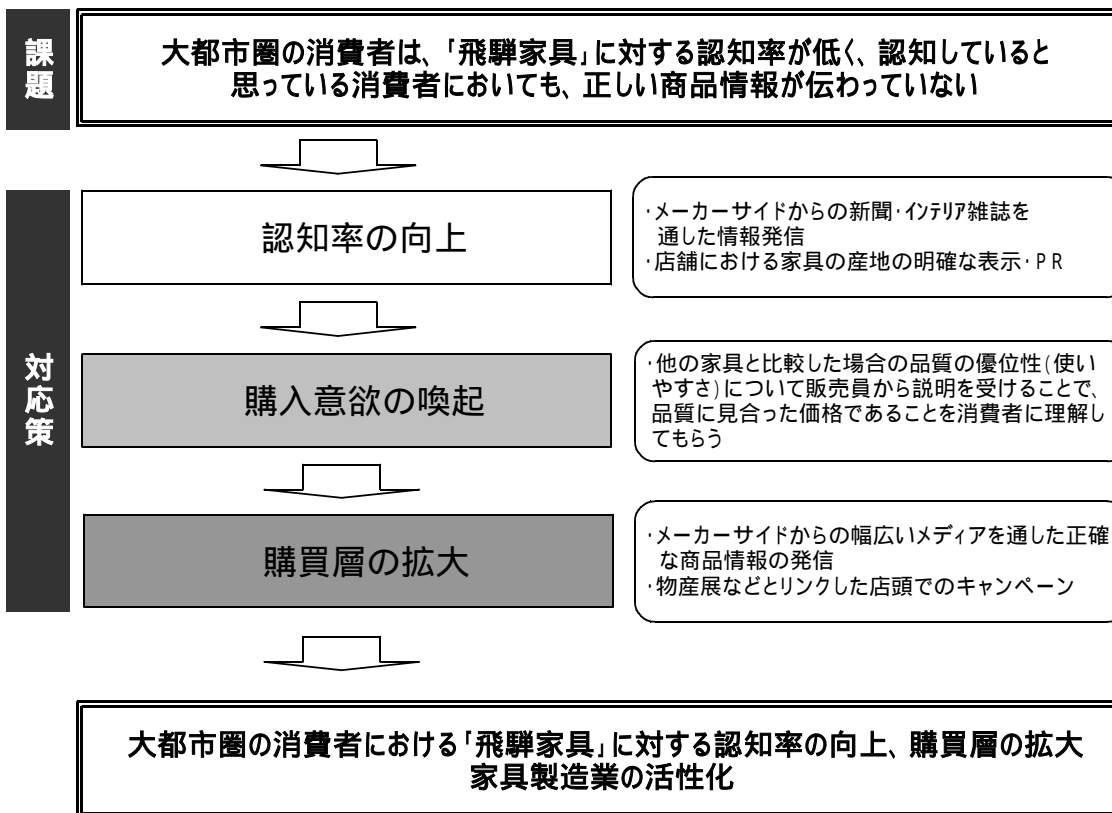 課題
大都市圏の消費者は、「飛騨家具」に対する認知率が低く、認知していると
思っている消費者においても、正しい商品情報が伝わっていない
対応策
認知率の向上
・メーカーサイドからの新聞・インテリア雑誌を
通した情報発信
・店舗における家具の産地の明確な表示・PR
購入意欲の喚起
・他の家具と比較した場合の品質の優位性(使い
やすさ)について販売員から説明を受けることで、
品質に見合った価格であることを消費者に理解し
てもらう
購買層の拡大
・メーカーサイドからの幅広いメディアを通した正確
な商品情報の発信
・物産展などとリンクした店頭でのキャンペーン
大都市圏の消費者における「飛騨家具」に対する認知率の向上、購買層の拡大
家具製造業の活性化